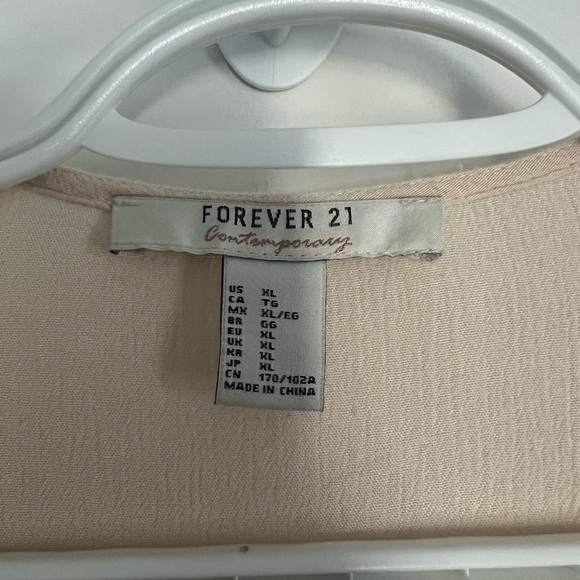 FOREVER 21
Contemporary
US XL
CA TG
MX XL/EG
BR GG
EU XL
UK XL
KR XL
JP XL
CN 170/102A
MADE IN CHINA